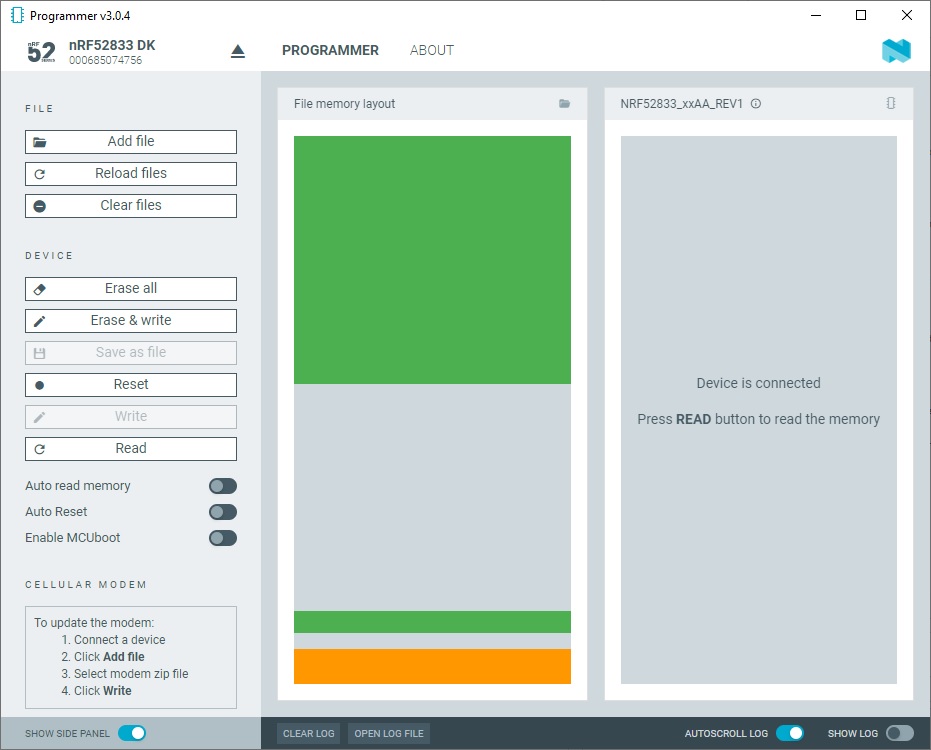 Programmer v3.0.4
nRF
52
SERIES
nRF52833 DK
000685074756
PROGRAMMER
ABOUT
FILE
Add file
Reload files
Clear files
DEVICE
Erase all
Erase & write
Save as file
Reset
Write
Read
Auto read memory
Auto Reset
Enable MCUboot
CELLULAR MODEM
To update the modem:
1. Connect a device
2. Click Add file
3. Select modem zip file
4. Click Write
SHOW SIDE PANEL
File memory layout
NRF52833_xxAA_REV1
Device is connected
Press READ button to read the memory
CLEAR LOG
OPEN LOG FILE
AUTOSCROLL LOG
SHOW LOG